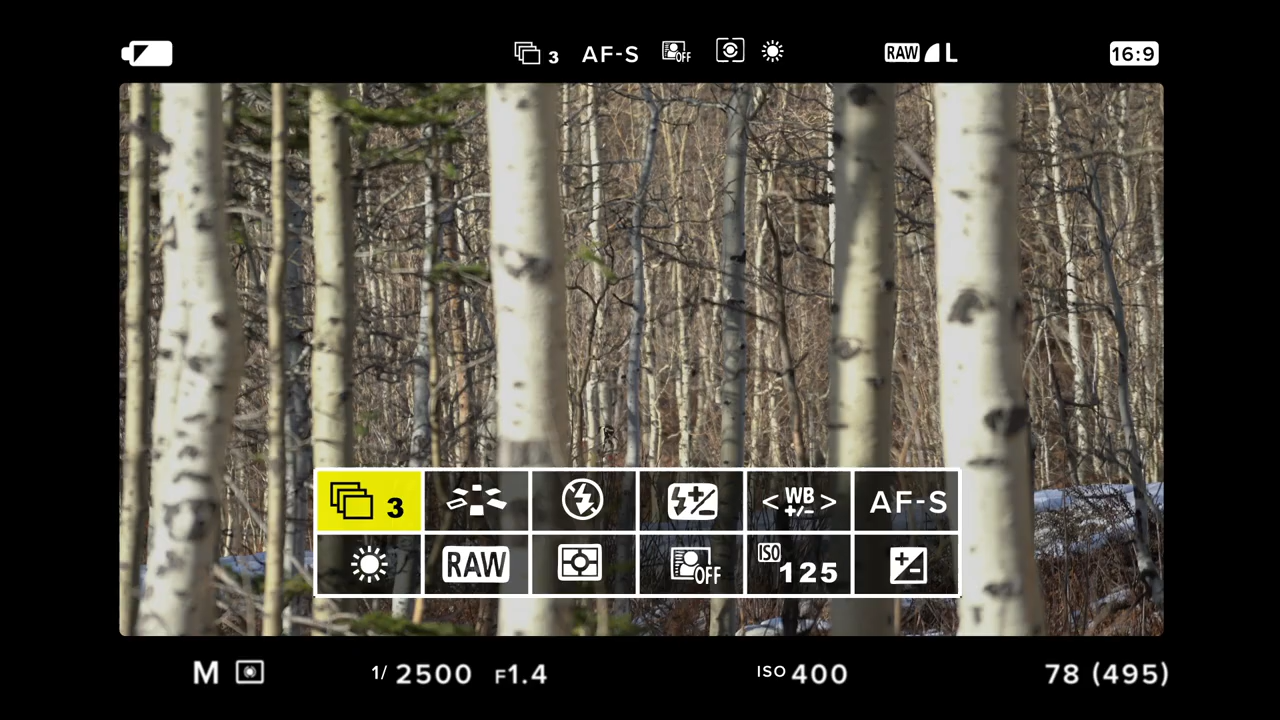 3 AF-S OFF RAW L 16:9
3 WB +/- AF-S
RAW OFF ISO 125
M 1/ 2500 F1.4 ISO 400 78 (495)